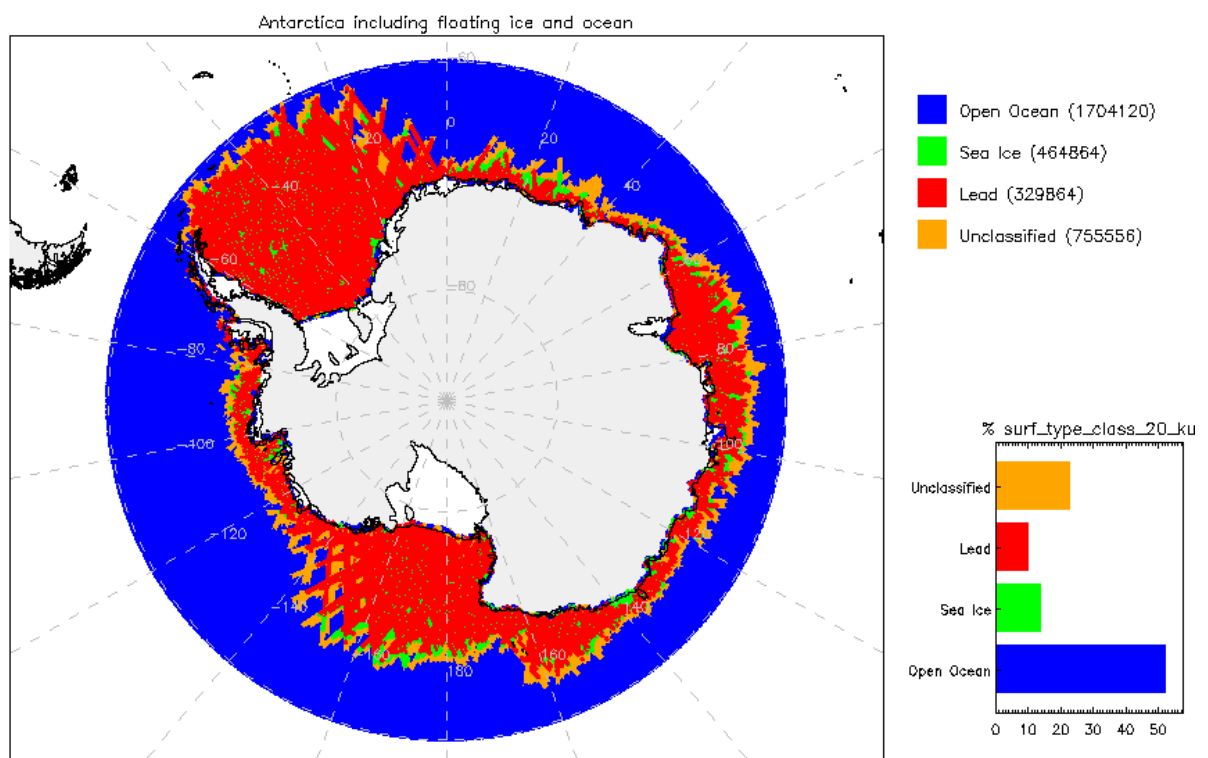 Antarctica including floating ice and ocean
-60
0
-20
20
-40
40
-60
60
-80
-80
80
-100
100
-120
120
-140
140
-160
160
180
Open Ocean (1704120)
Sea Ice (464864)
Lead (329864)
Unclassified (755556)
% surf_type_class_20_ku
Unclassified
Lead
Sea Ice
Open Ocean
0 10 20 30 40 50